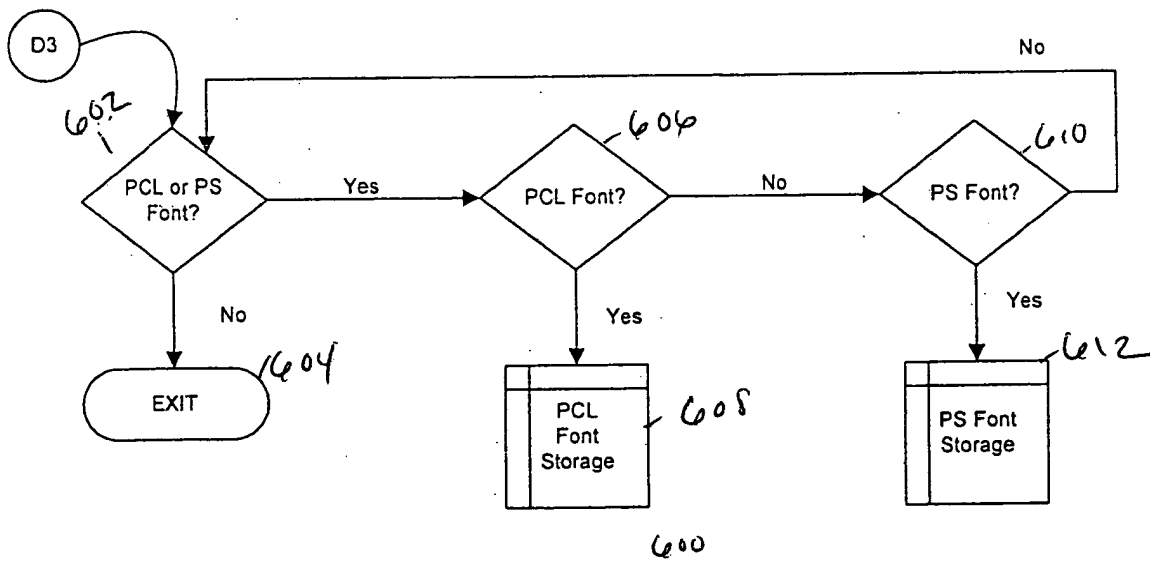 D3
No
602
606
610
PCL or PS
Font?
Yes
PCL Font?
No
PS Font?
No
Yes
Yes
604
612
EXIT
PCL
Font
Storage
608
PS Font
Storage
600